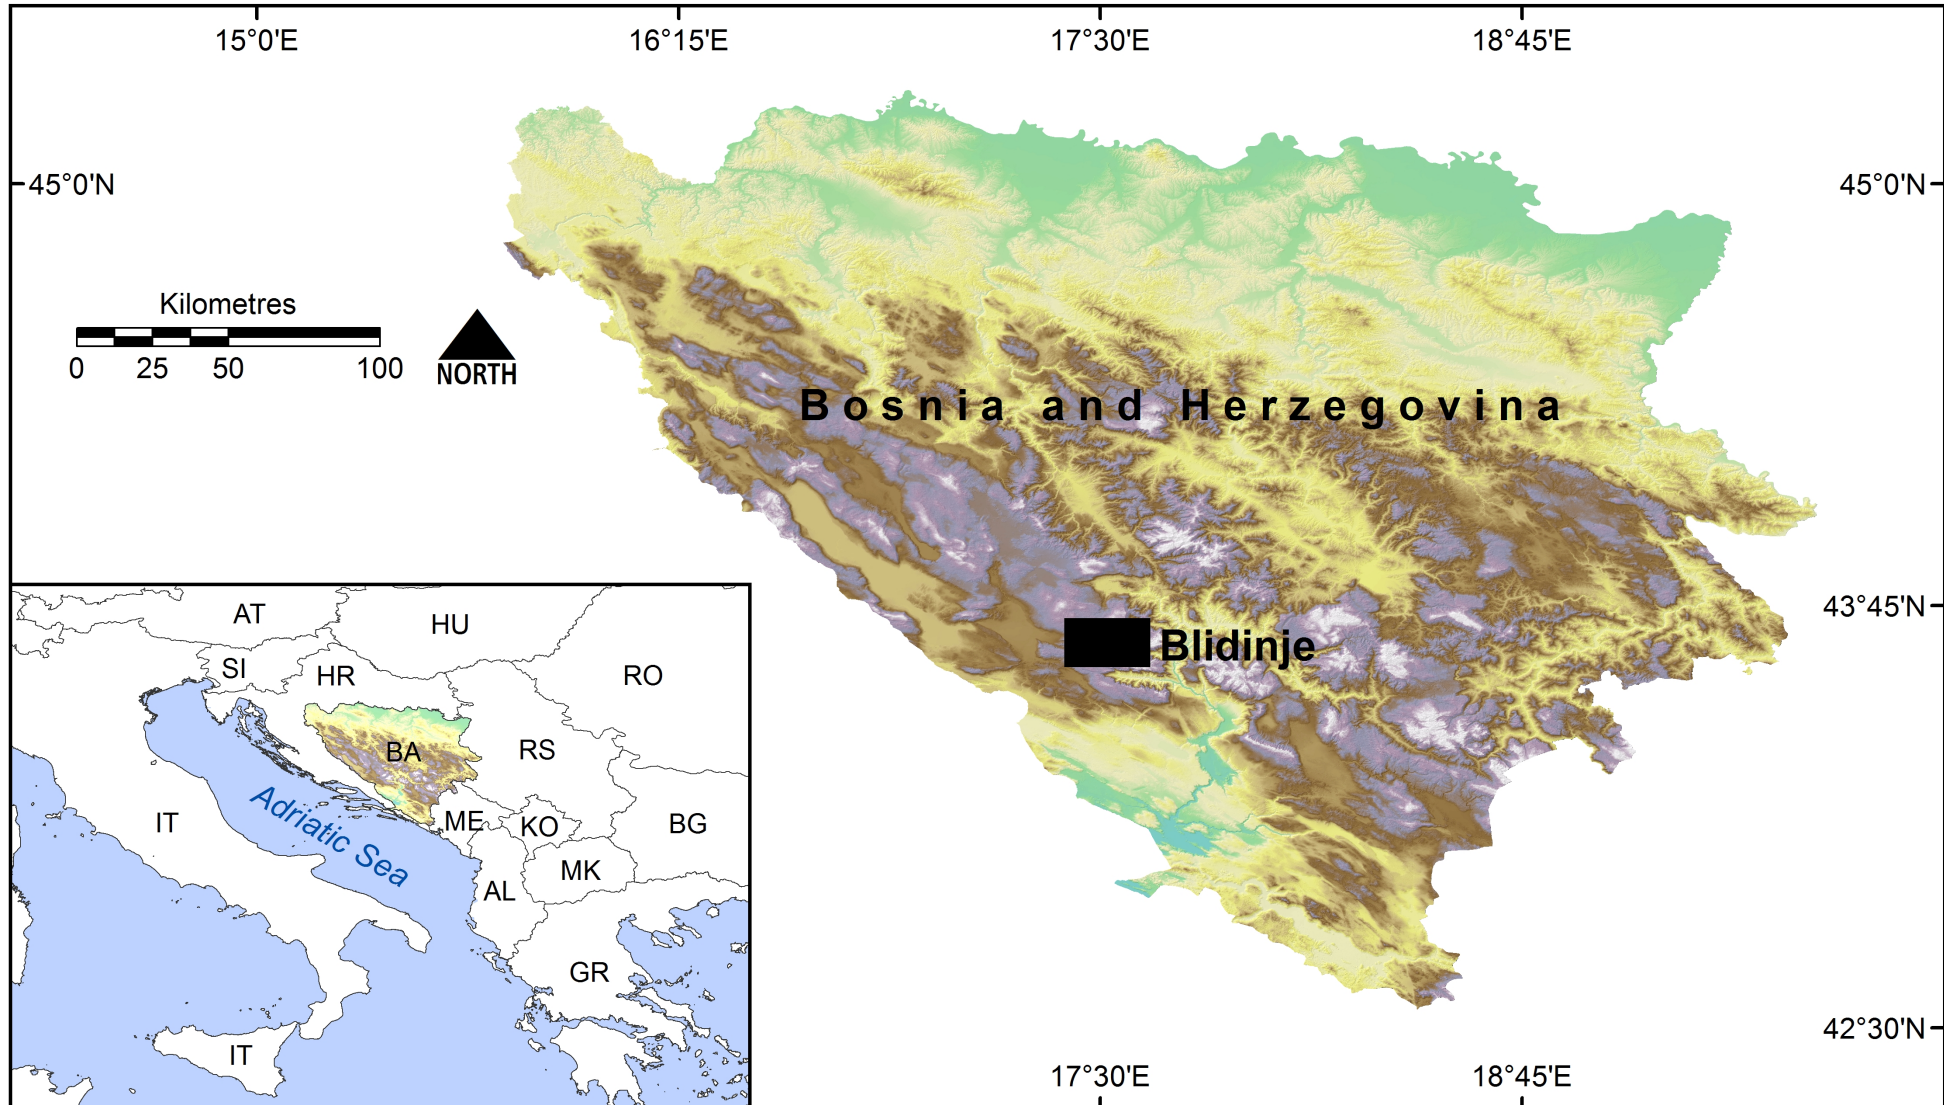 15°0'E 16°15'E 17°30'E 18°45'E
45°0'N 45°0'N
Kilometres
0 25 50 100
NORTH
Bosnia and Herzegovina
43°45'N
Blidinje
AT
HU
SI
HR
RO
BA
RS
Adriatic Sea
IT
ME
KO
BG
MK
AL
GR
IT
42°30'N
17°30'E 18°45'E